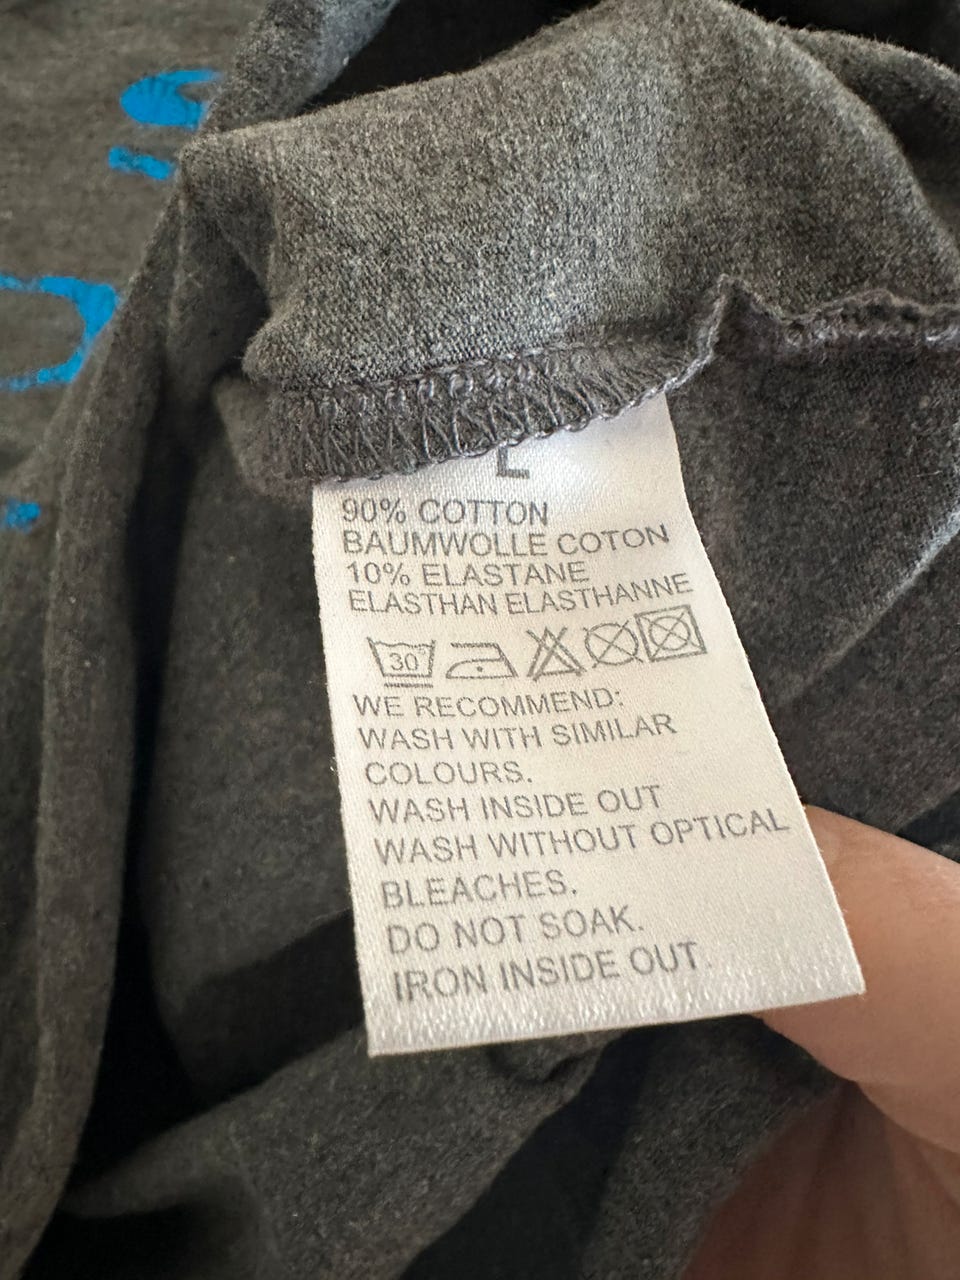 L
90% COTTON
BAUMWOLLE COTON
10% ELASTANE
ELASTHAN ELASTHANNE
30°
WE RECOMMEND:
WASH WITH SIMILAR
COLOURS.
WASH INSIDE OUT
WASH WITHOUT OPTICAL
BLEACHES.
DO NOT SOAK.
IRON INSIDE OUT